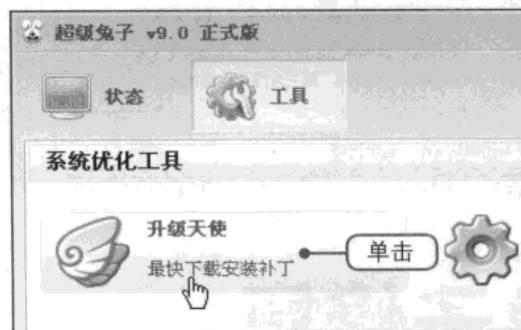 超级兔子 v9.0 正式版
状态
工具
系统优化工具
升级天使
最快下载安装补丁
单击